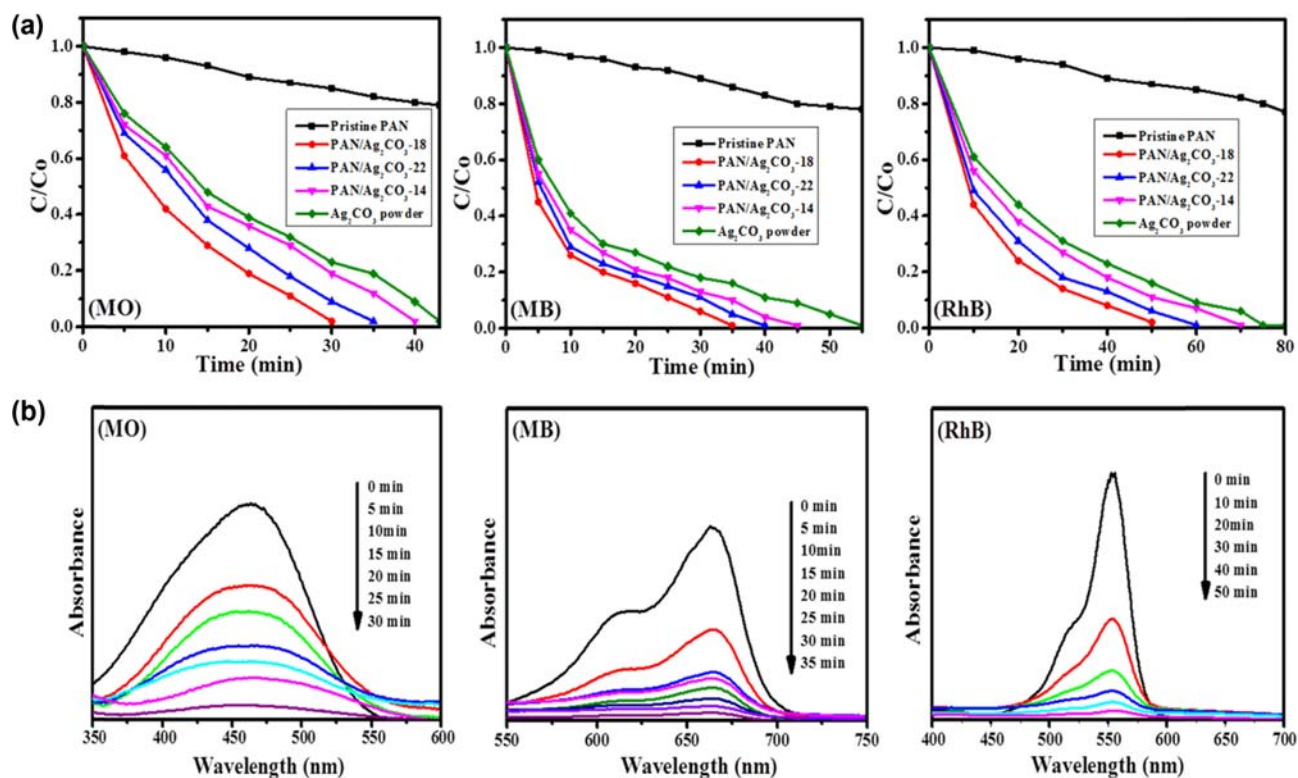 (a)
1.0
0.8
0.6
0.4
0.2
0.0
C/Co
Pristine PAN
PAN/Ag₂CO₃-18
PAN/Ag₂CO₃-22
PAN/Ag₂CO₃-14
Ag₂CO₃ powder
(MO)
0 10 20 30 40
Time (min)
1.0
0.8
0.6
0.4
0.2
0.0
C/Co
Pristine PAN
PAN/Ag₂CO₃-18
PAN/Ag₂CO₃-22
PAN/Ag₂CO₃-14
Ag₂CO₃ powder
(MB)
0 10 20 30 40 50
Time (min)
1.0
0.8
0.6
0.4
0.2
0.0
C/Co
Pristine PAN
PAN/Ag₂CO₃-18
PAN/Ag₂CO₃-22
PAN/Ag₂CO₃-14
Ag₂CO₃ powder
(RhB)
0 20 40 60 80
Time (min)
(b)
(MO)
Absorbance
0 min
5 min
10min
15 min
20 min
25 min
30 min
350 400 450 500 550 600
Wavelength (nm)
(MB)
Absorbance
0 min
5 min
10min
15 min
20 min
25 min
30 min
35 min
550 600 650 700 750
Wavelength (nm)
(RhB)
Absorbance
0 min
10 min
20min
30 min
40 min
50 min
400 450 500 550 600 650 700
Wavelength (nm)